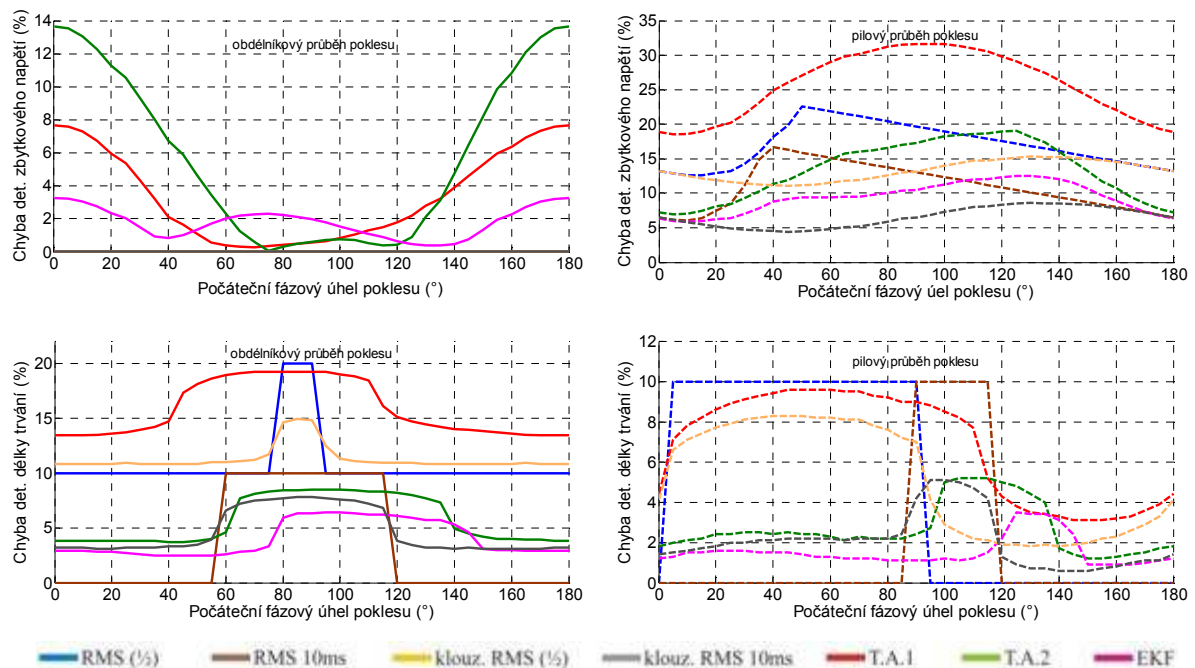 Chyba det. zbytkového napětí (%)
14
12
10
8
6
4
2
0
obdélníkový průběh poklesu
0 20 40 60 80 100 120 140 160 180
Počáteční fázový úhel poklesu (°)
Chyba det. zbytkového napětí (%)
35
30
25
20
15
10
5
0
pilový průběh poklesu
0 20 40 60 80 100 120 140 160 180
Počáteční fázový úel poklesu (°)
Chyba det. délky trvání (%)
20
15
10
5
0
obdélníkový průběh poklesu
0 20 40 60 80 100 120 140 160 180
Počáteční fázový úhel poklesu (°)
Chyba det. délky trvání (%)
12
10
8
6
4
2
0
pilový průběh poklesu
0 20 40 60 80 100 120 140 160 180
Počáteční fázový úhel poklesu (°)
RMS (½) RMS 10ms klouz. RMS (½) klouz. RMS 10ms T.A.1 T.A.2 EKF